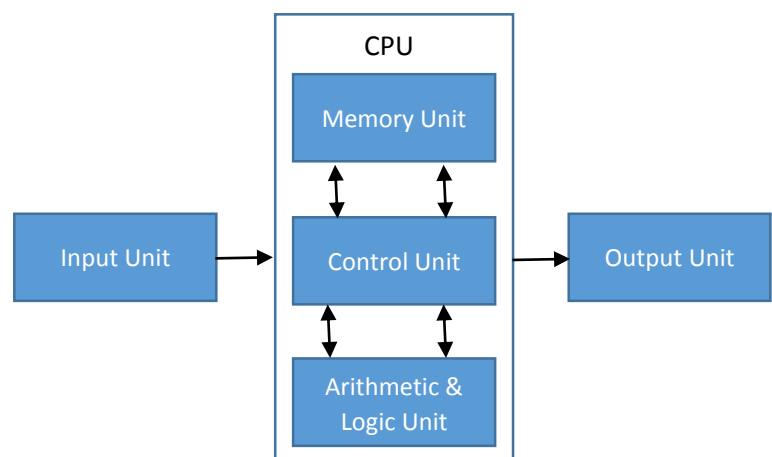 CPU
Memory Unit
Input Unit
Control Unit
Output Unit
Arithmetic &
Logic Unit